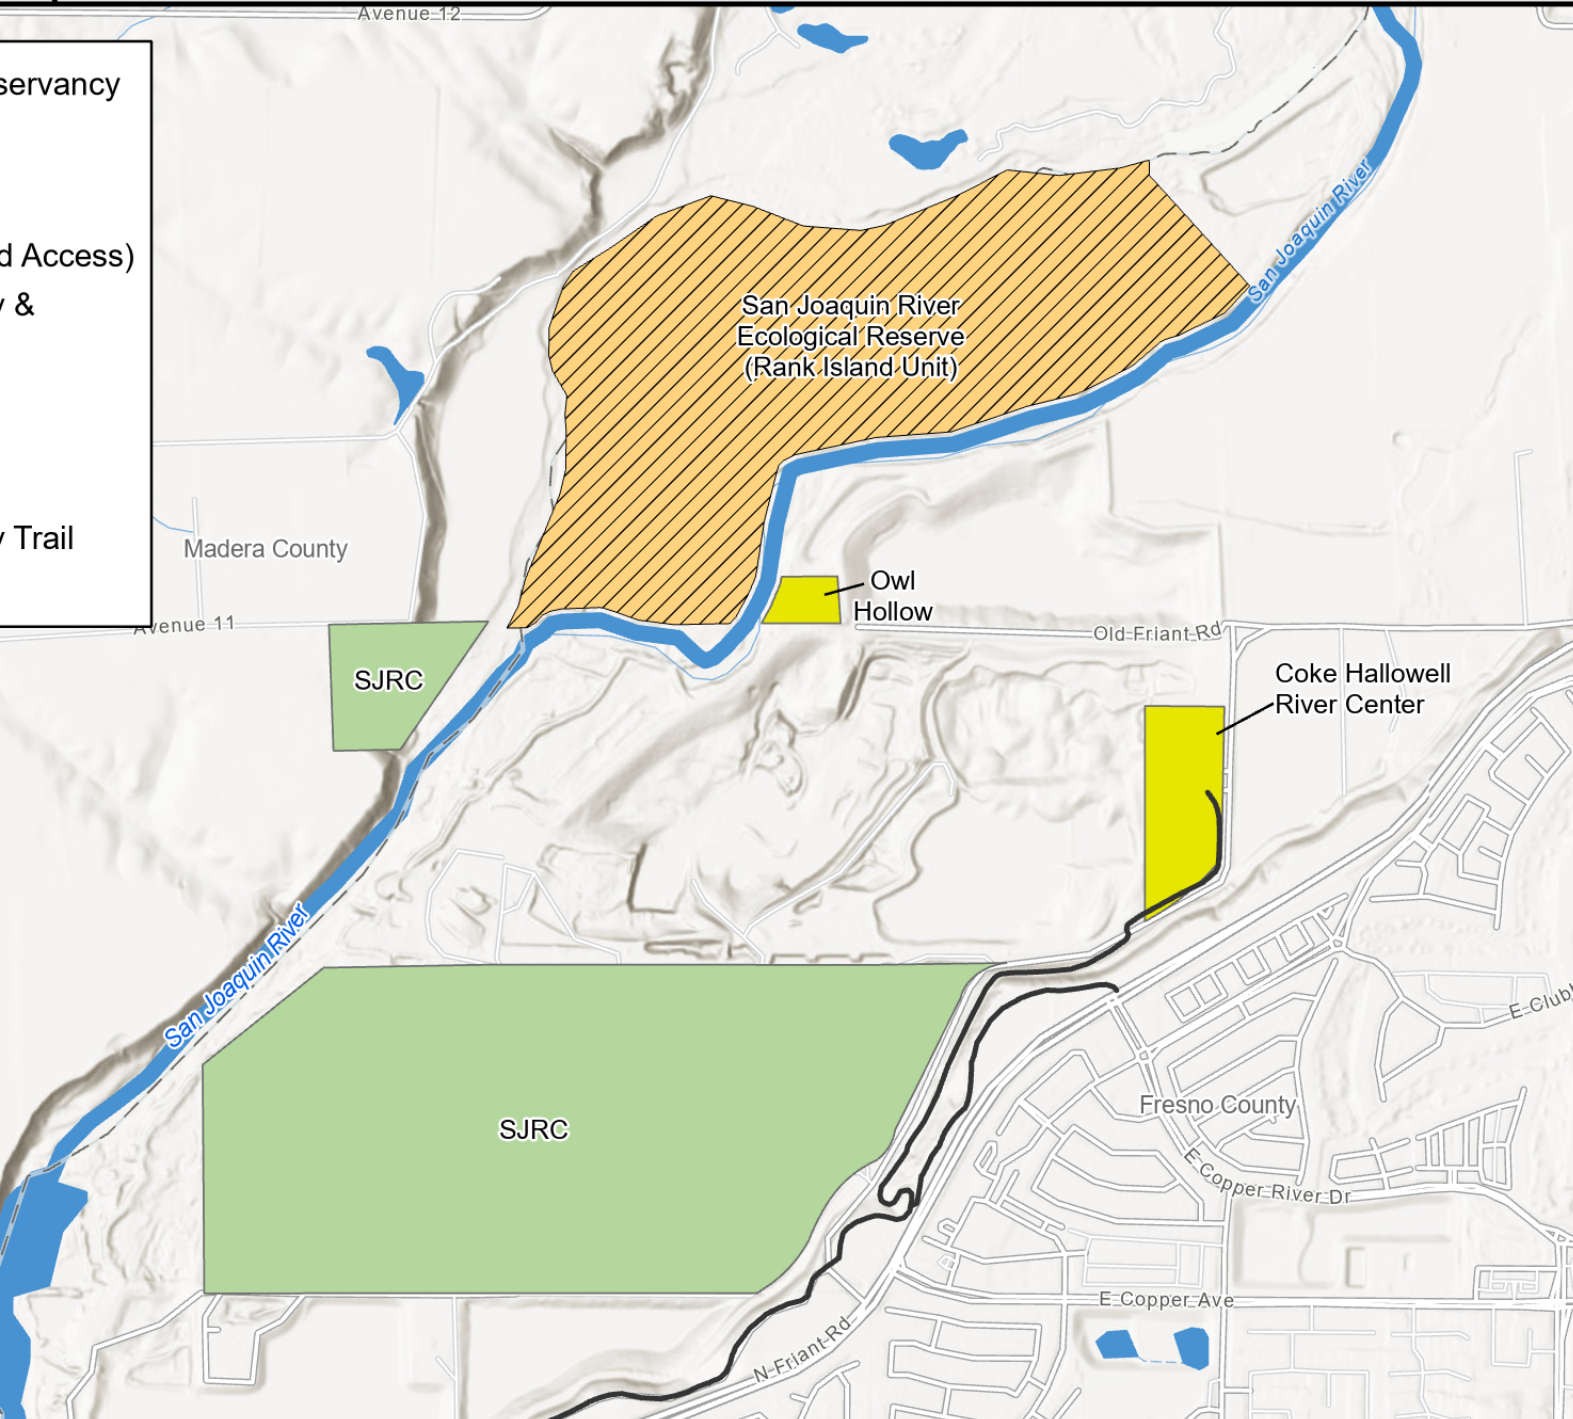 Avenue 12
servancy
d Access)
y &
y Trail
San Joaquin River
San Joaquin River
Ecological Reserve
(Rank Island Unit)
Madera County
Owl
Hollow
Avenue 11
Old Friant Rd
SJRC
Coke Hallowell
River Center
San Joaquin River
E Club
SJRC
Fresno County
E Copper River Dr
E Copper Ave
N Friant Rd